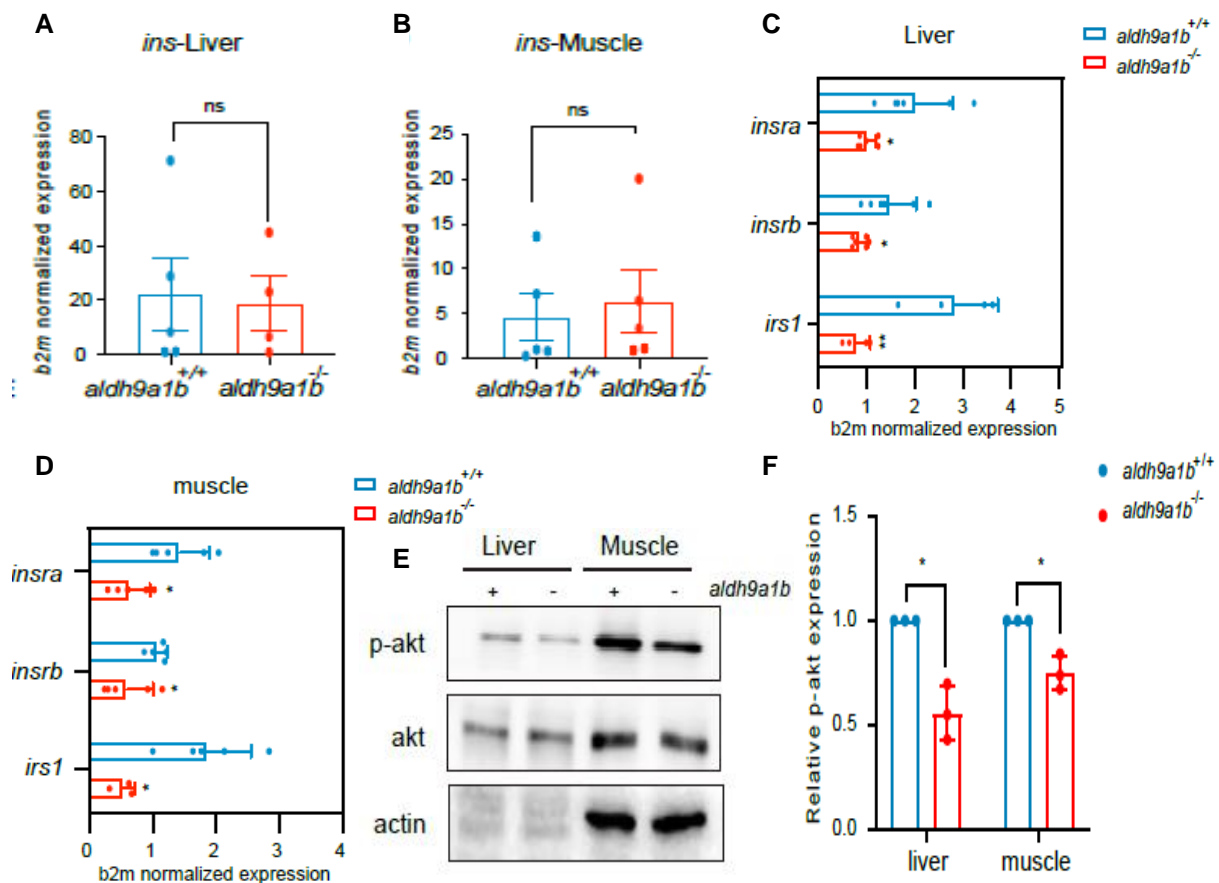 A
ins-Liver
ns
b2m normalized expression
80
60
40
20
0
aldh9a1b+/+
aldh9a1b-/-
B
ins-Muscle
ns
b2m normalized expression
25
20
15
10
5
0
aldh9a1b+/+
aldh9a1b-/-
C
Liver
aldh9a1b+/+
aldh9a1b-/-
insra
*
insrb
*
irs1
**
0 1 2 3 4 5
b2m normalized expression
E
D
muscle
aldh9a1b+/+
aldh9a1b-/-
insra
*
insrb
*
irs1
*
0 1 2 3 4
b2m normalized expression
E
Liver Muscle
+ - + - aldh9a1b
p-akt
akt
actin
F
aldh9a1b+/+
aldh9a1b-/-
Relative p-akt expression
1.5
1.0
0.5
0.0
* *
liver muscle